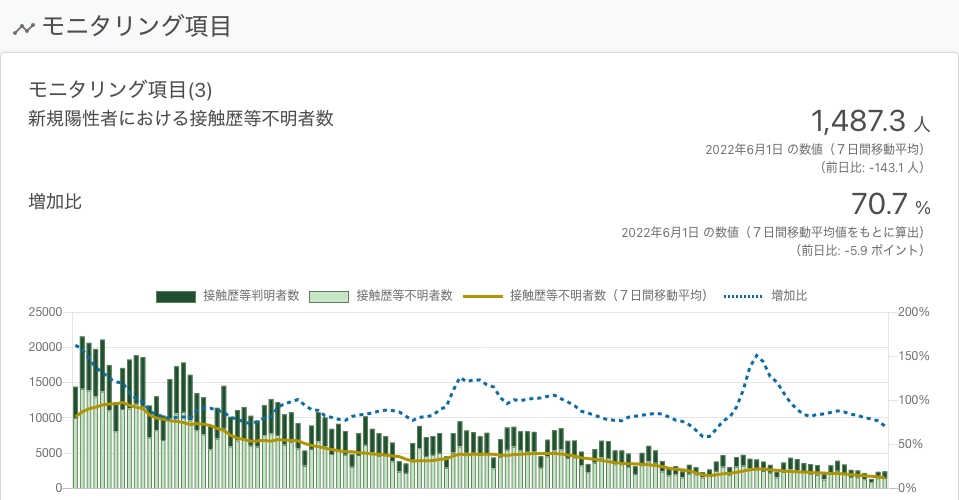 モニタリング項目
モニタリング項目(3)
新規陽性者における接触歴等不明者数
1,487.3 人
2022年6月1日 の数値（７日間移動平均）
（前日比: -143.1 人）
増加比
70.7 %
2022年6月1日 の数値（７日間移動平均値をもとに算出）
（前日比: -5.9 ポイント）
接触歴等判明者数 接触歴等不明者数 接触歴等不明者数（７日間移動平均） 増加比
25000 200%
20000
150%
15000
100%
10000
50%
5000
0 0%